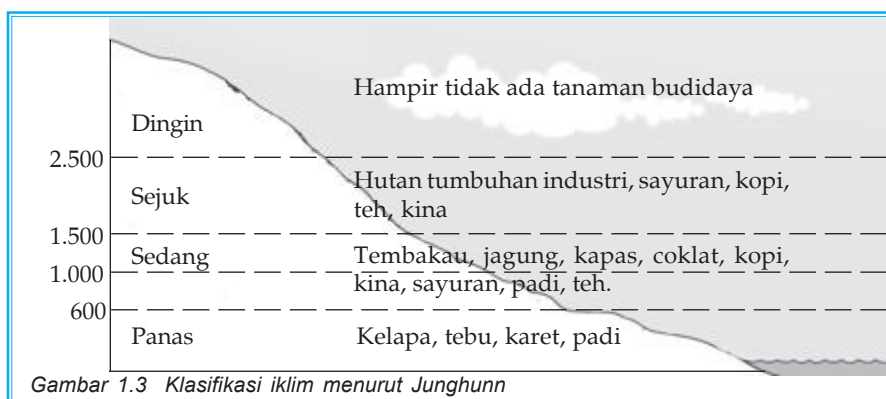 Hampir tidak ada tanaman budidaya
Dingin
2.500
Hutan tumbuhan industri, sayuran, kopi,
Sejuk
teh, kina
1.500
Sedang
Tembakau, jagung, kapas, coklat, kopi,
1.000
kina, sayuran, padi, teh.
600
Panas
Kelapa, tebu, karet, padi
Gambar 1.3 Klasifikasi iklim menurut Junghunn